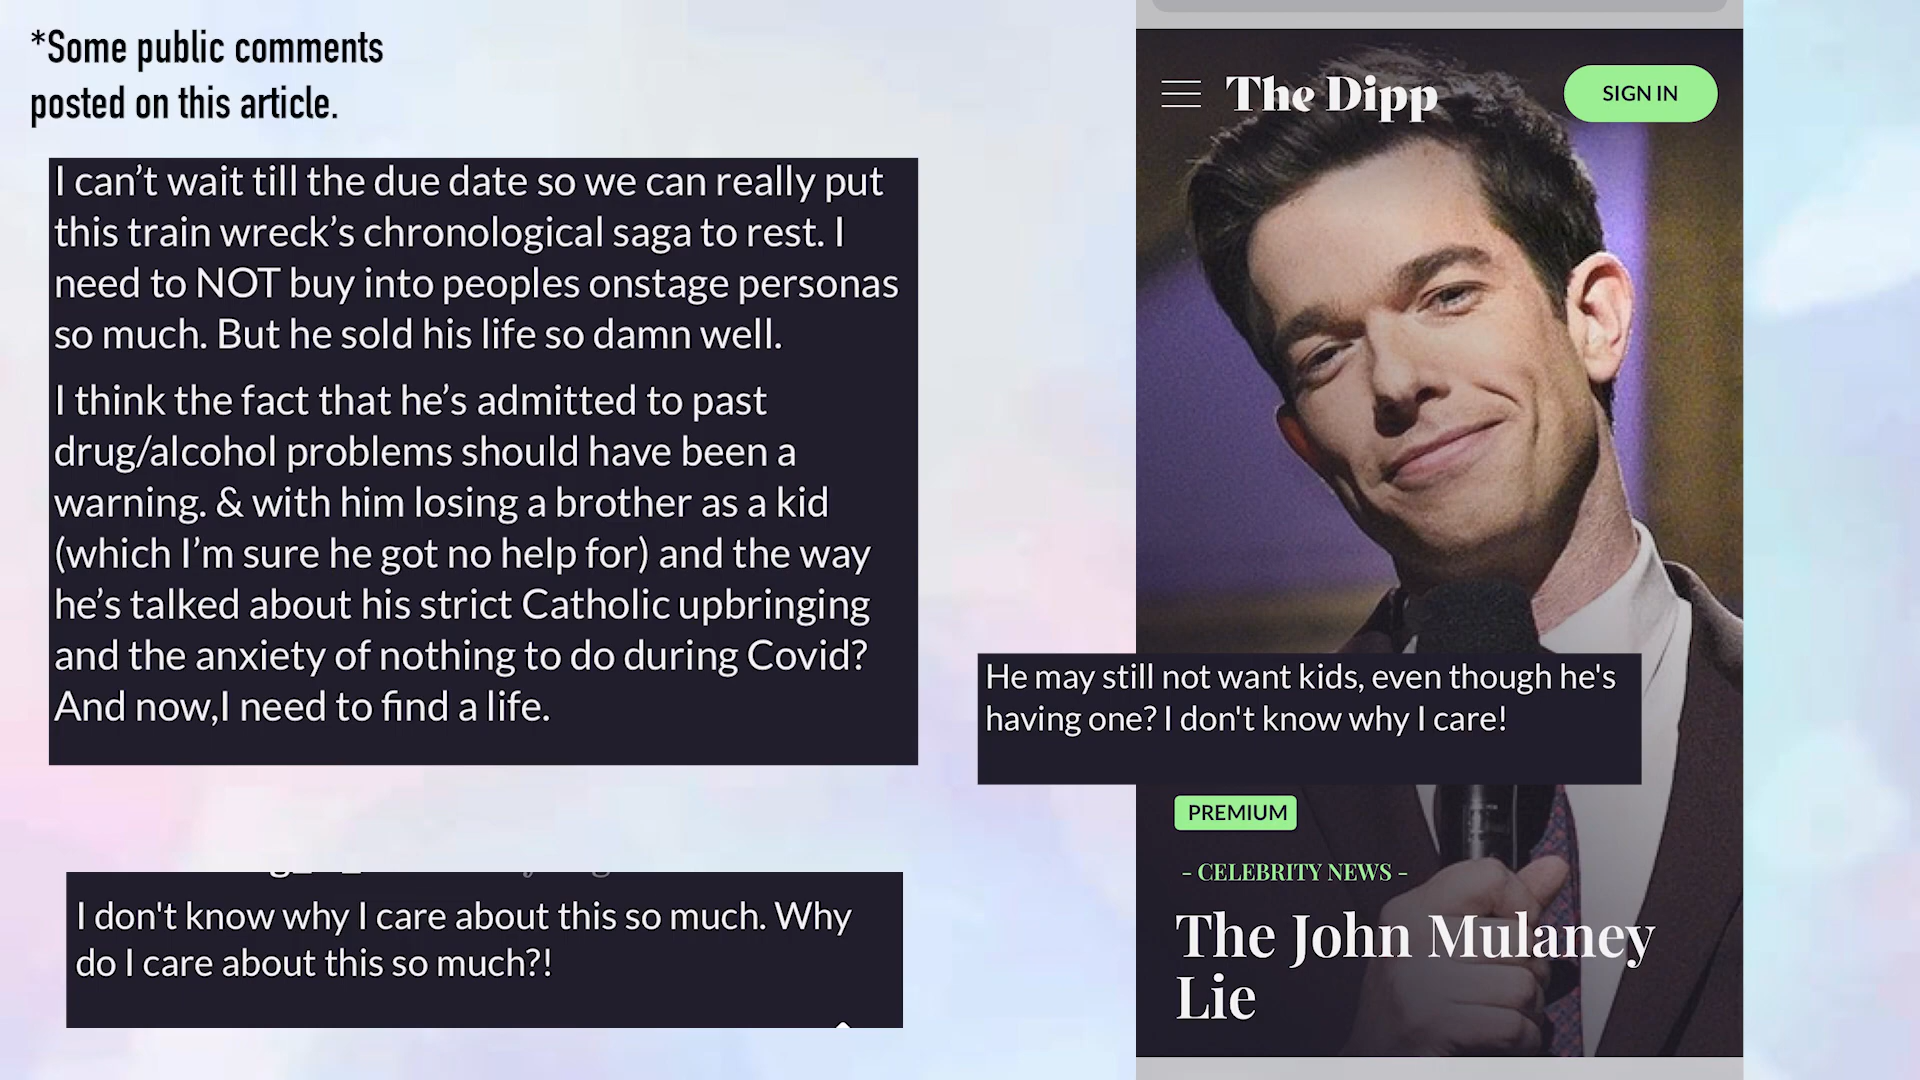 *Some public comments
posted on this article.
I can’t wait till the due date so we can really put
this train wreck’s chronological saga to rest. I
need to NOT buy into peoples onstage personas
so much. But he sold his life so damn well.
I think the fact that he’s admitted to past
drug/alcohol problems should have been a
warning. & with him losing a brother as a kid
(which I’m sure he got no help for) and the way
he’s talked about his strict Catholic upbringing
and the anxiety of nothing to do during Covid?
And now,I need to find a life.
I don't know why I care about this so much. Why
do I care about this so much?!
The Dipp
SIGN IN
He may still not want kids, even though he's
having one? I don't know why I care!
PREMIUM
- CELEBRITY NEWS -
The John Mulaney
Lie